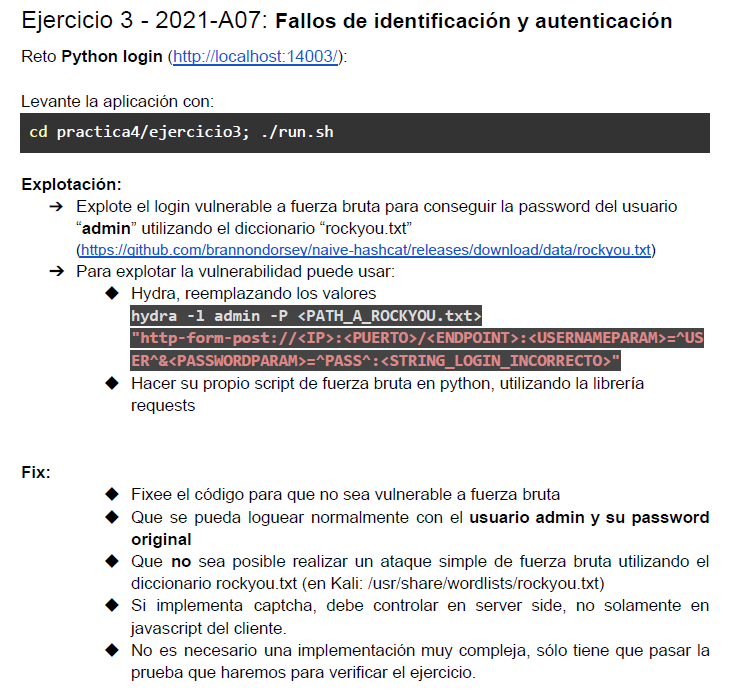 Ejercicio 3 - 2021-A07: Fallos de identificación y autenticación
Reto Python login (http://localhost:14003/):
Levante la aplicación con:
cd practica4/ejercicio3; ./run.sh
Explotación:
➔ Explote el login vulnerable a fuerza bruta para conseguir la password del usuario
“admin” utilizando el diccionario “rockyou.txt”
(https://github.com/brannondorsey/naive-hashcat/releases/download/data/rockyou.txt)
➔ Para explotar la vulnerabilidad puede usar:
◆ Hydra, reemplazando los valores
hydra -l admin -P <PATH_A_ROCKYOU.txt>
"http-form-post://<IP>:<PUERTO>/<ENDPOINT>:<USERNAMEPARAM>=^US
ER^&<PASSWORDPARAM>=^PASS^:<STRING_LOGIN_INCORRECTO>"
◆ Hacer su propio script de fuerza bruta en python, utilizando la librería
requests
Fix:
◆ Fixee el código para que no sea vulnerable a fuerza bruta
◆ Que se pueda loguear normalmente con el usuario admin y su password
original
◆ Que no sea posible realizar un ataque simple de fuerza bruta utilizando el
diccionario rockyou.txt (en Kali: /usr/share/wordlists/rockyou.txt)
◆ Si implementa captcha, debe controlar en server side, no solamente en
javascript del cliente.
◆ No es necesario una implementación muy compleja, sólo tiene que pasar la
prueba que haremos para verificar el ejercicio.